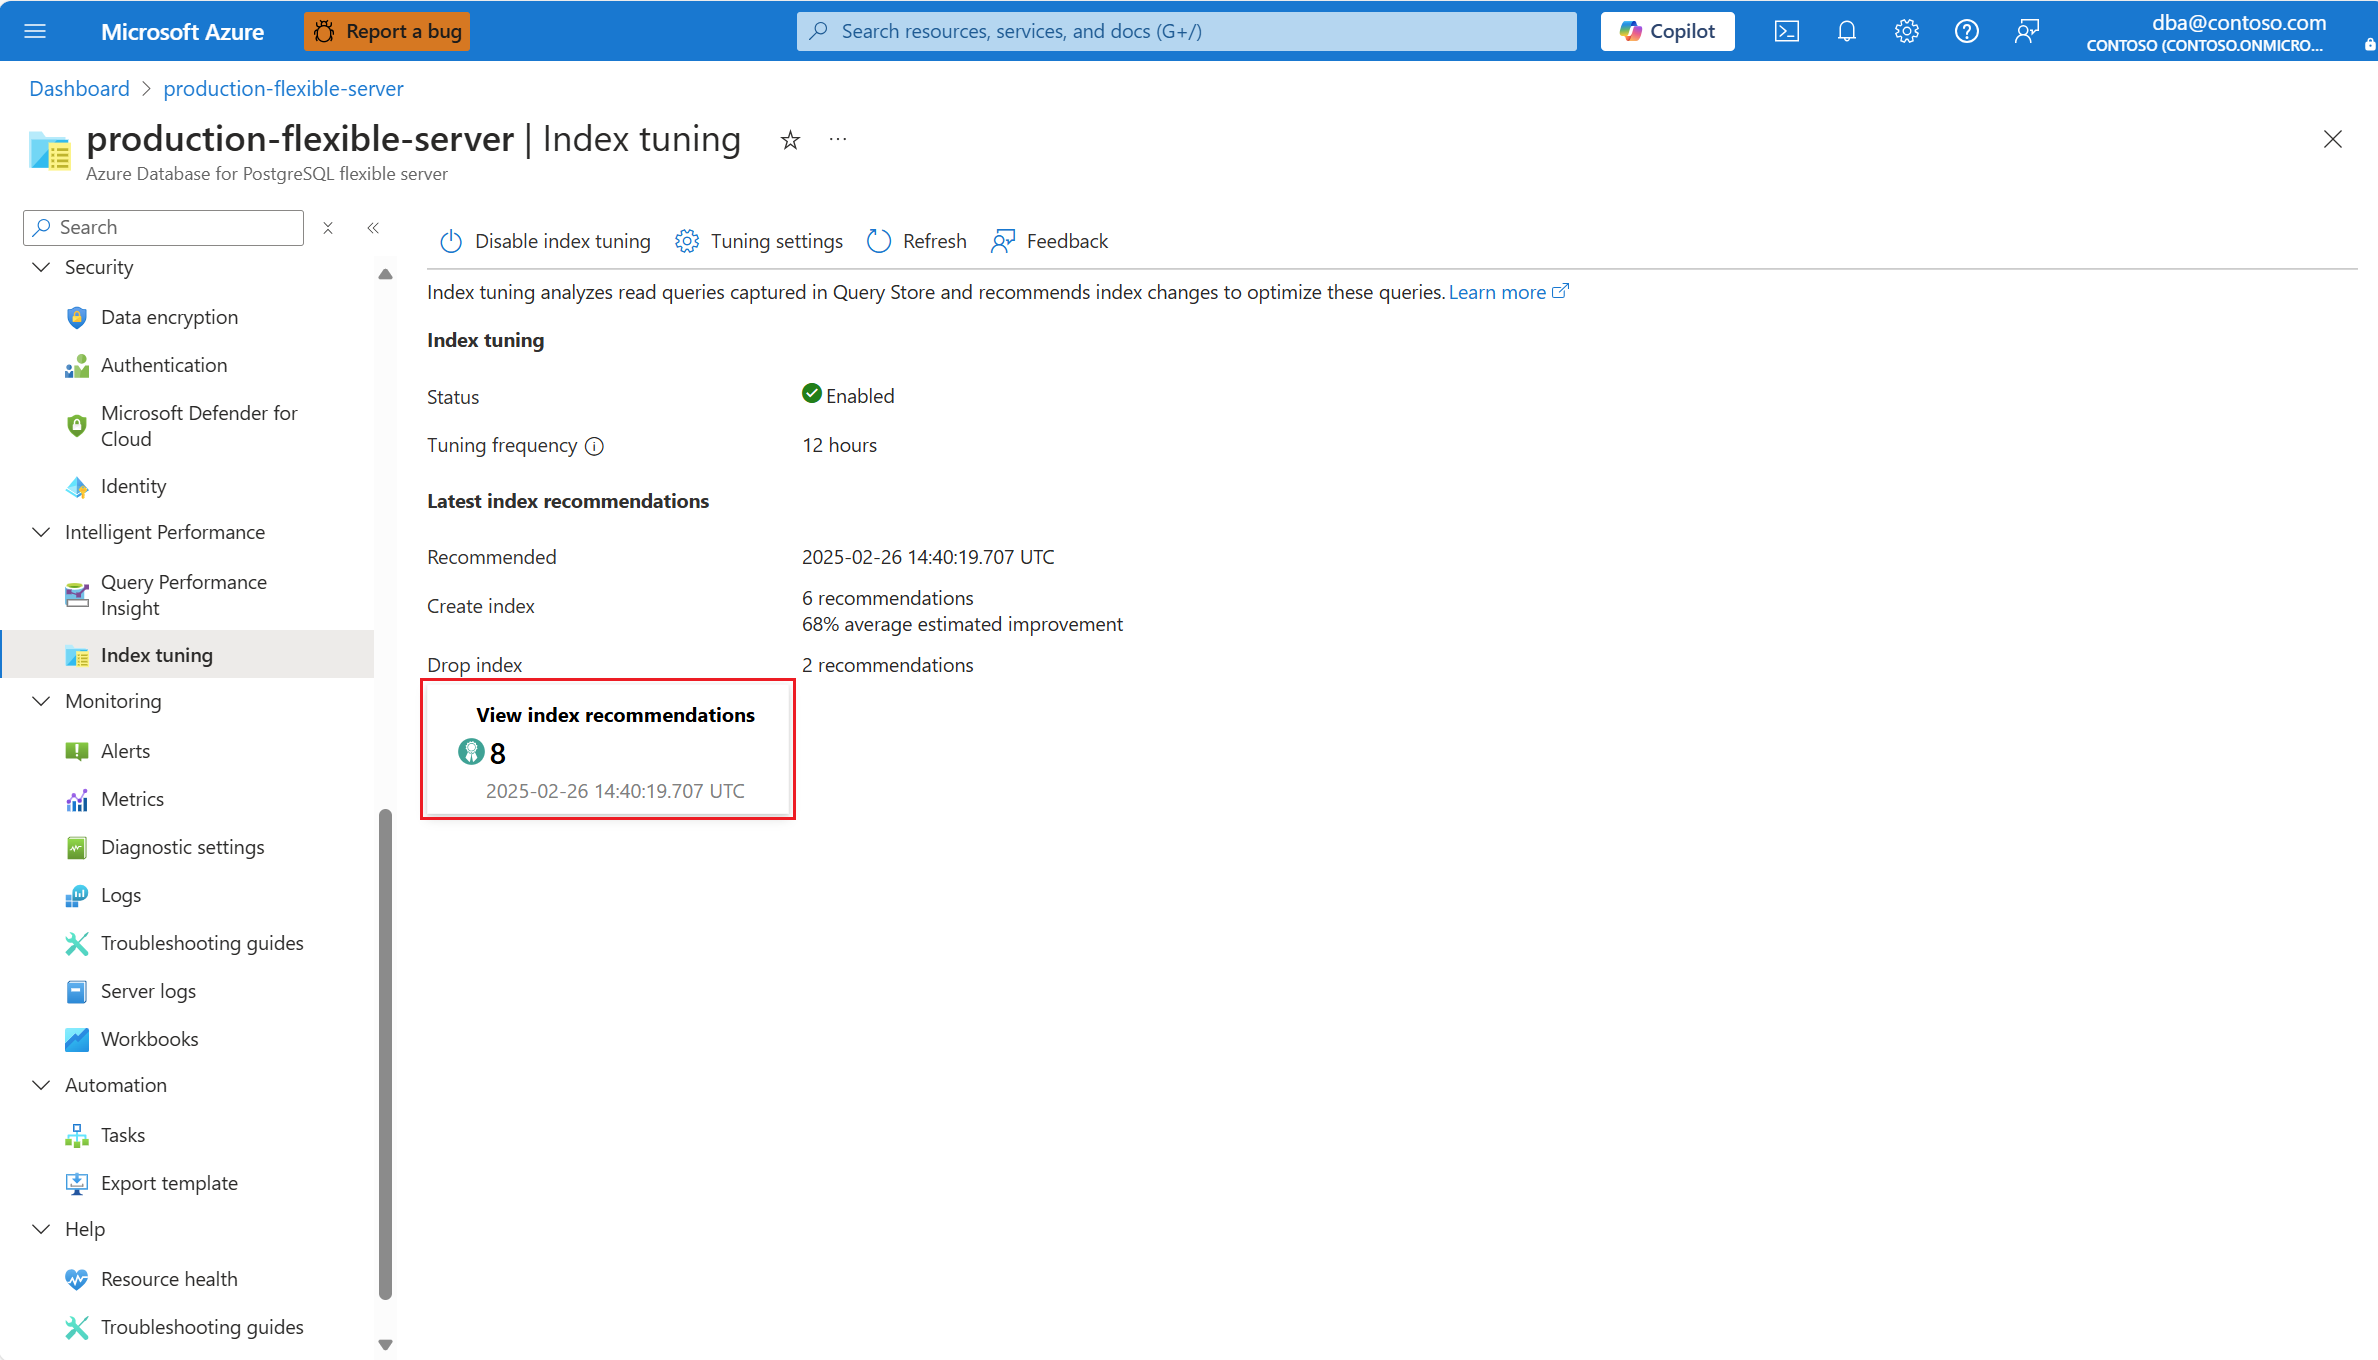 Microsoft Azure
Report a bug
Search resources, services, and docs (G+/)
Copilot
dba@contoso.com
CONTOSO (CONTOSO.ONMICRO...
Dashboard > production-flexible-server
production-flexible-server | Index tuning
Azure Database for PostgreSQL flexible server
Search
Security
Data encryption
Authentication
Microsoft Defender for
Cloud
Identity
Intelligent Performance
Query Performance
Insight
Index tuning
Monitoring
Alerts
Metrics
Diagnostic settings
Logs
Troubleshooting guides
Server logs
Workbooks
Automation
Tasks
Export template
Help
Resource health
Troubleshooting guides
Disable index tuning
Tuning settings
Refresh
Feedback
Index tuning analyzes read queries captured in Query Store and recommends index changes to optimize these queries. Learn more
Index tuning
Status
Enabled
Tuning frequency
12 hours
Latest index recommendations
Recommended
2025-02-26 14:40:19.707 UTC
Create index
6 recommendations
68% average estimated improvement
Drop index
2 recommendations
View index recommendations
8
2025-02-26 14:40:19.707 UTC